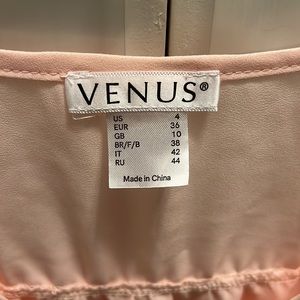 VENUS®
US 4
EUR 36
GB 10
BR/F/B 38
IT 42
RU 44
Made in China